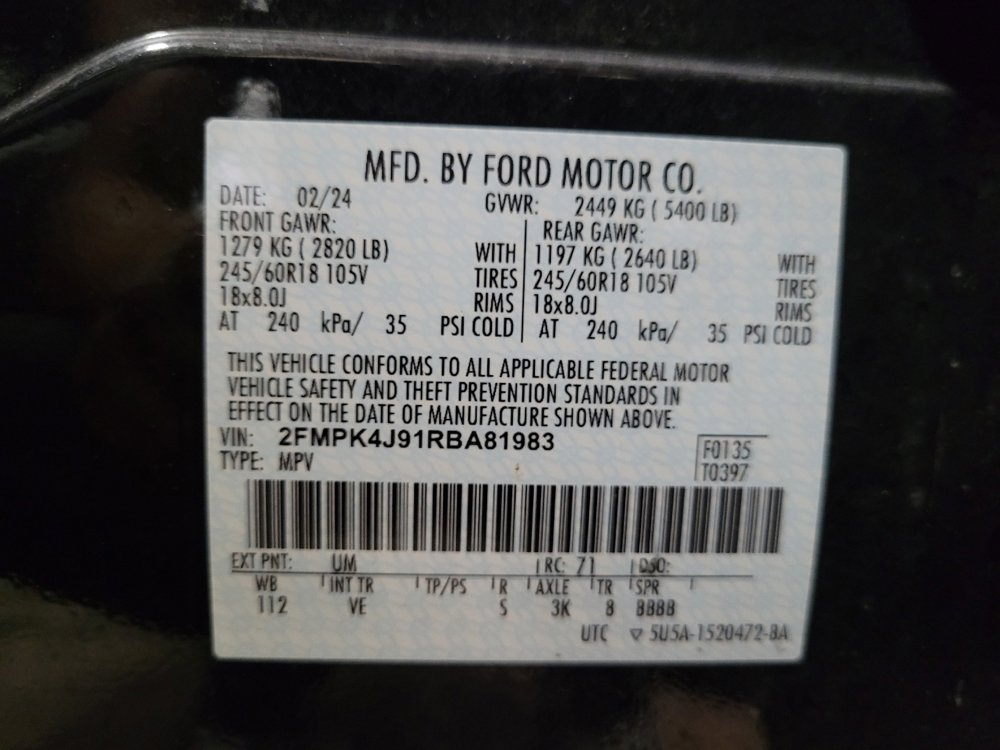 MFD. BY FORD MOTOR CO.
DATE: 02/24 GVWR: 2449 KG ( 5400 LB)
FRONT GAWR: REAR GAWR:
1279 KG ( 2820 LB) WITH 1197 KG ( 2640 LB) WITH
245/60R18 105V TIRES 245/60R18 105V TIRES
18x8.0J RIMS 18x8.0J RIMS
AT 240 kPa/ 35 PSI COLD AT 240 kPa/ 35 PSI COLD
THIS VEHICLE CONFORMS TO ALL APPLICABLE FEDERAL MOTOR
VEHICLE SAFETY AND THEFT PREVENTION STANDARDS IN
EFFECT ON THE DATE OF MANUFACTURE SHOWN ABOVE.
VIN: 2FMPK4J91RBA81983
TYPE: MPV
F0135
T0397
EXT PNT: UM RC: 71 DSO:
WB INT TR TP/PS R AXLE TR SPR
112 VE S 3K 8 BBBB
UTC ▽ 5U5A-1520472-BA